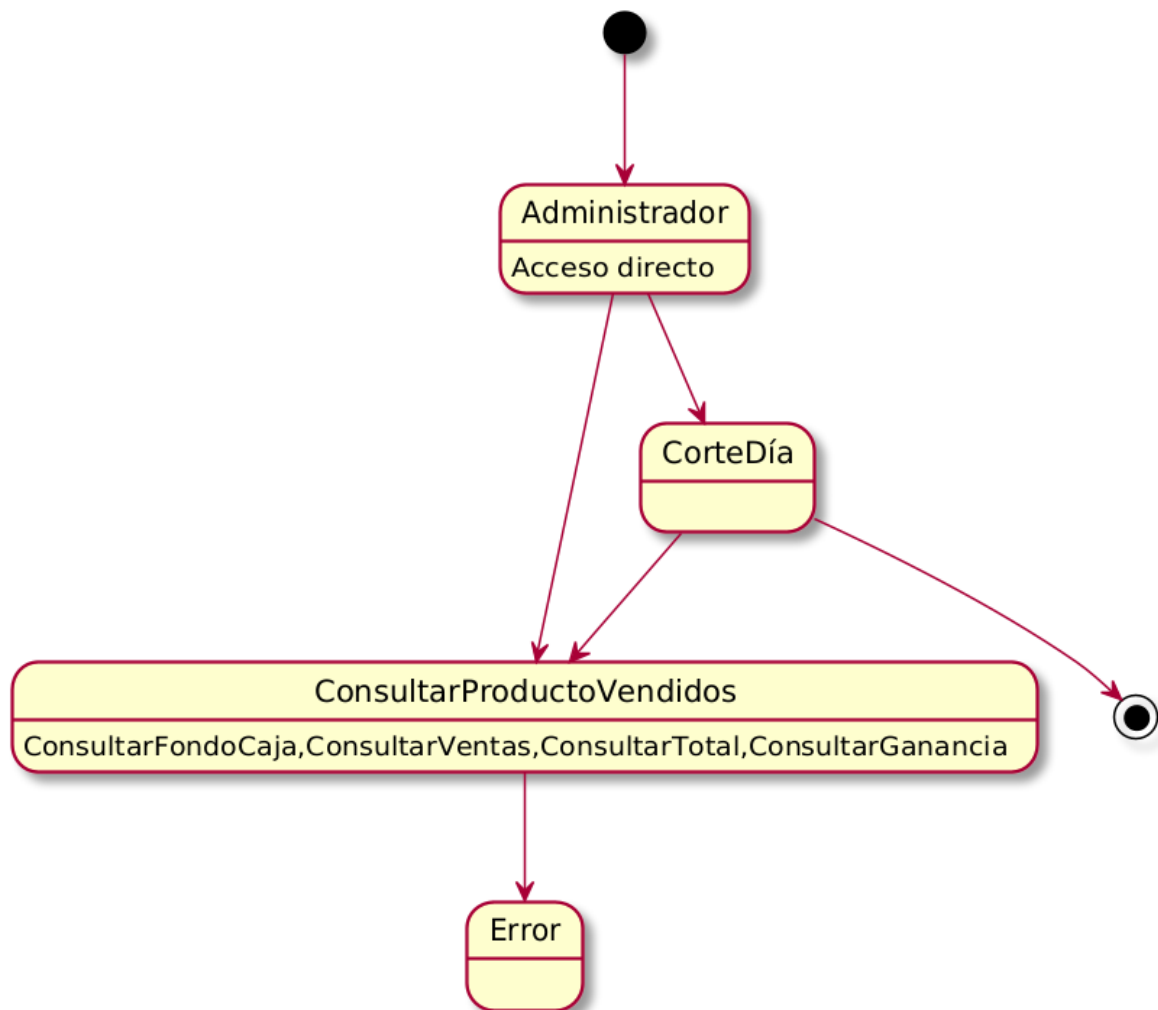 Administrador
Acceso directo
CorteDía
ConsultarProductoVendidos
ConsultarFondoCaja,ConsultarVentas,ConsultarTotal,ConsultarGanancia
Error